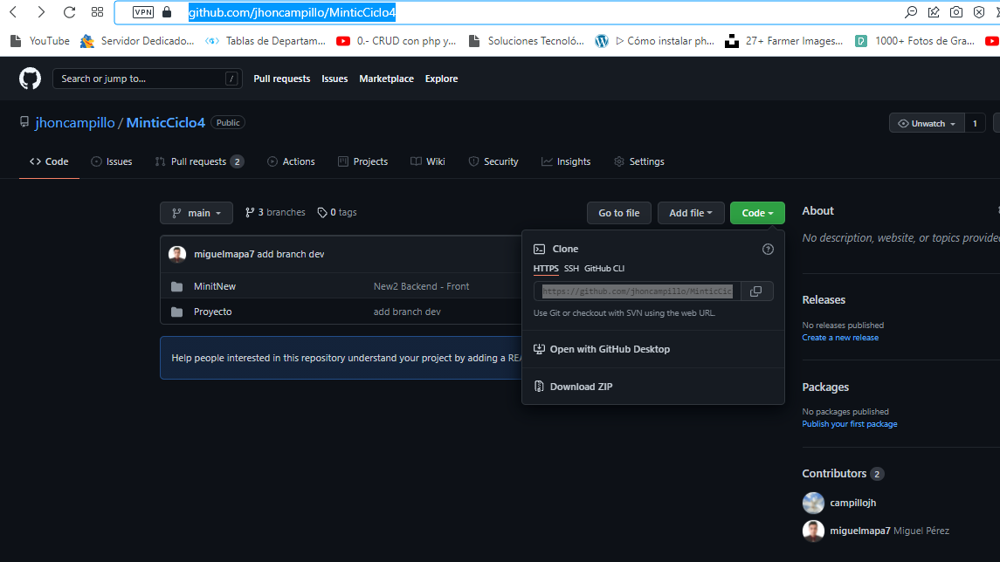 VPN github.com/jhoncampillo/MinticCiclo4
YouTube Servidor Dedicado... Tablas de Departam... 0.- CRUD con php y... Soluciones Tecnoló... ▷ Cómo instalar ph... 27+ Farmer Images... 1000+ Fotos de Gra...
Search or jump to... / Pull requests Issues Marketplace Explore
jhoncampillo / MinticCiclo4 Public Unwatch 1
Code Issues Pull requests 2 Actions Projects Wiki Security Insights Settings
main 3 branches 0 tags Go to file Add file Code
About
No description, website, or topics provide
miguelmapa7 add branch dev
MinitNew New2 Backend - Front
Proyecto add branch dev
Help people interested in this repository understand your project by adding a REA
Clone
HTTPS SSH GitHub CLI
https://github.com/jhoncampillo/MinticCic
Use Git or checkout with SVN using the web URL.
Open with GitHub Desktop
Download ZIP
Releases
No releases published
Create a new release
Packages
No packages published
Publish your first package
Contributors 2
campillojh
miguelmapa7 Miguel Pérez